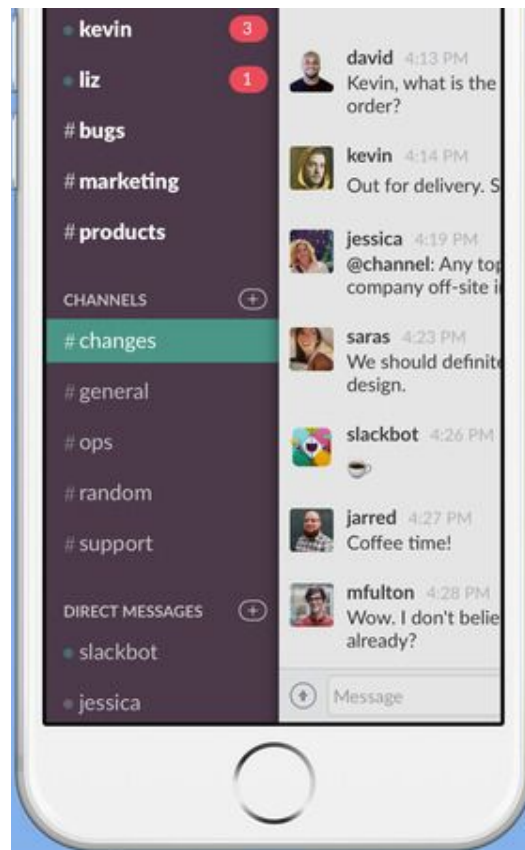 kevin 3
liz 1
# bugs
# marketing
# products
CHANNELS
# changes
# general
# ops
# random
# support
DIRECT MESSAGES
slackbot
jessica
david 4:13 PM
Kevin, what is the
order?
kevin 4:14 PM
Out for delivery. S
jessica 4:19 PM
@channel: Any top
company off-site i
saras 4:23 PM
We should definite
design.
slackbot 4:26 PM
jarred 4:27 PM
Coffee time!
mfulton 4:28 PM
Wow. I don't belie
already?
Message